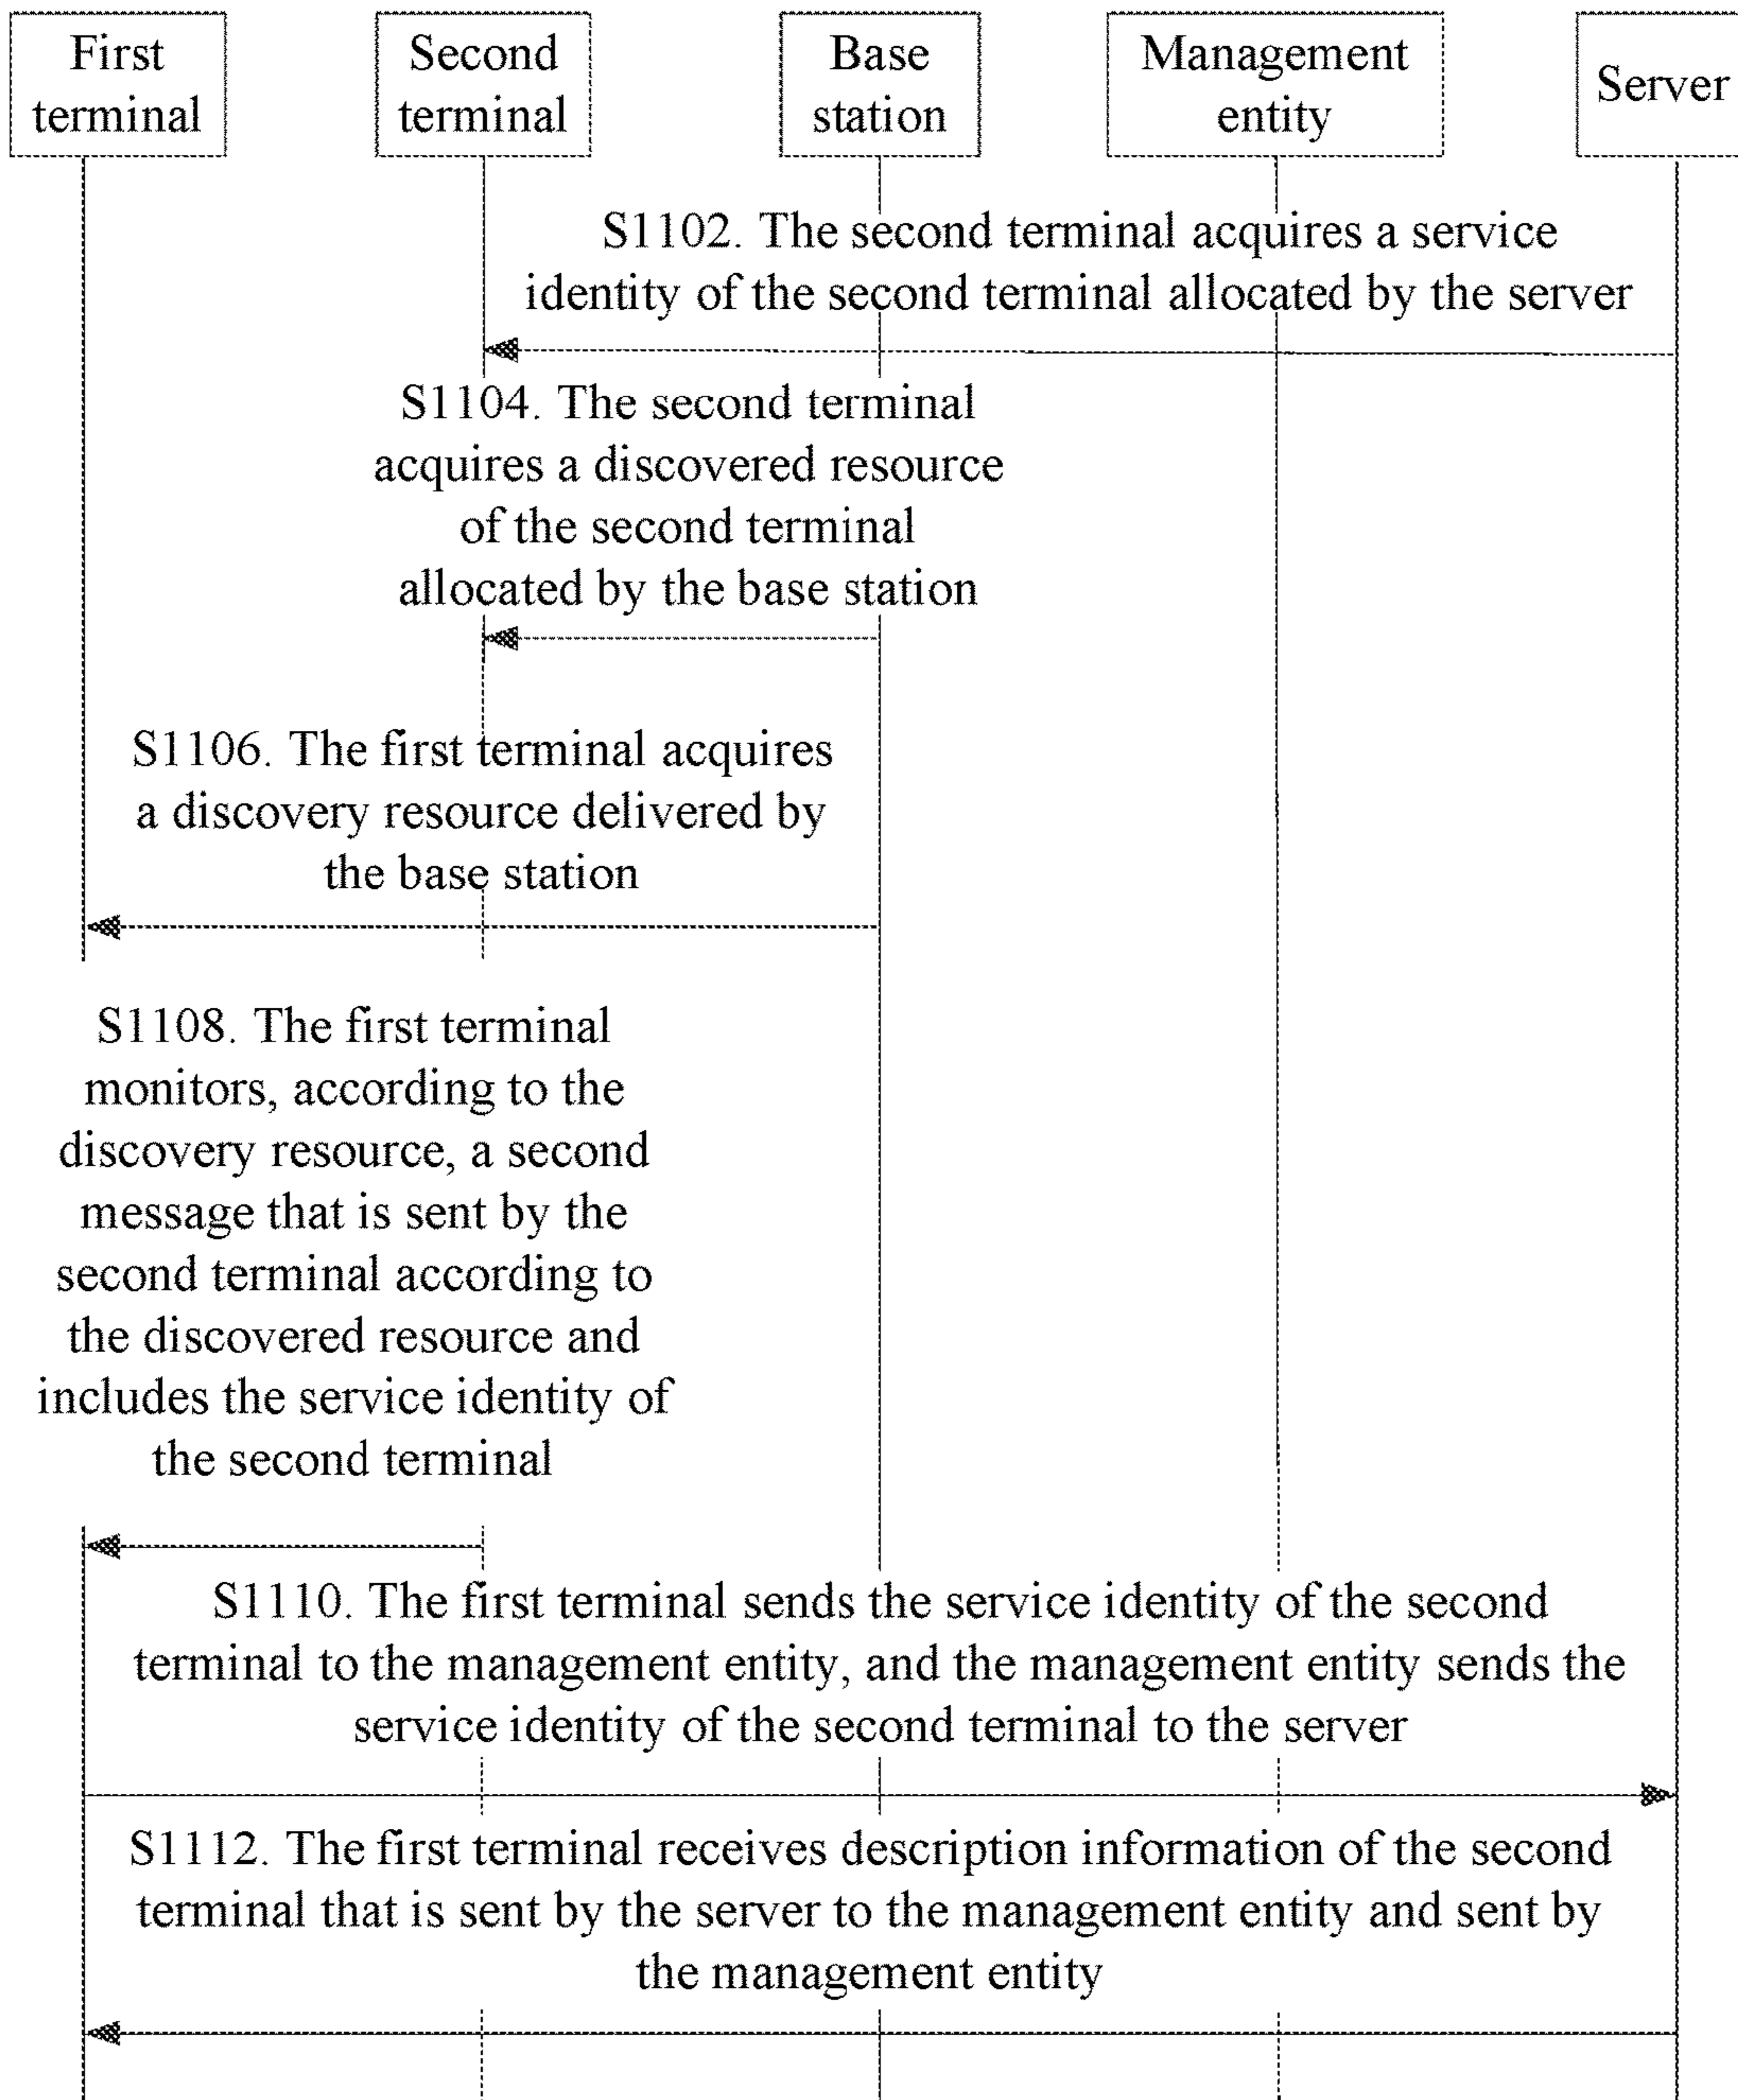 First
terminal
Second
terminal
Base
station
Management
entity
Server
S1102. The second terminal acquires a service
identity of the second terminal allocated by the server
S1104. The second terminal
acquires a discovered resource
of the second terminal
allocated by the base station
S1106. The first terminal acquires
a discovery resource delivered by
the base station
S1108. The first terminal
monitors, according to the
discovery resource, a second
message that is sent by the
second terminal according to
the discovered resource and
includes the service identity of
the second terminal
S1110. The first terminal sends the service identity of the second
terminal to the management entity, and the management entity sends the
service identity of the second terminal to the server
S1112. The first terminal receives description information of the second
terminal that is sent by the server to the management entity and sent by
the management entity